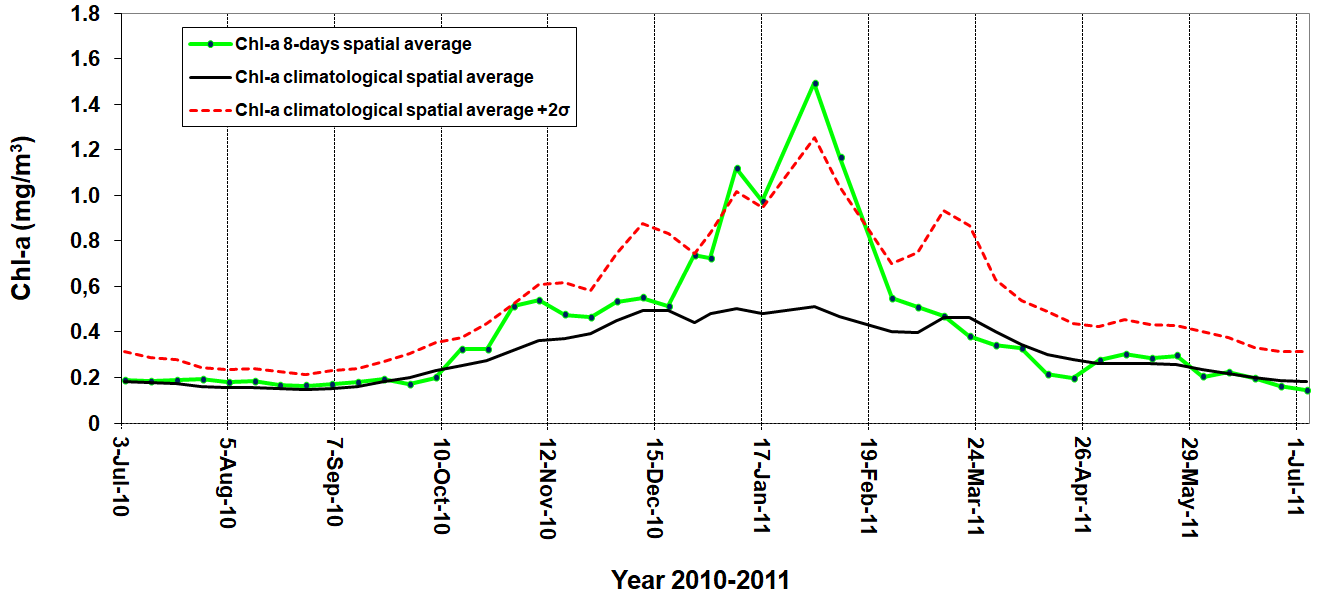 1.8
1.6
1.4
1.2
1.0
0.8
0,6
0.4
0.2
0
Chl-a (mg/m³)
Chl-a 8-days spatial average
Chl-a climatological spatial average
Chl-a climatological spatial average +2σ
3-Jul-10
5-Aug-10
7-Sep-10
10-Oct-10
12-Nov-10
15-Dec-10
17-Jan-11
19-Feb-11
24-Mar-11
26-Apr-11
29-May-11
1-Jul-11
Year 2010-2011